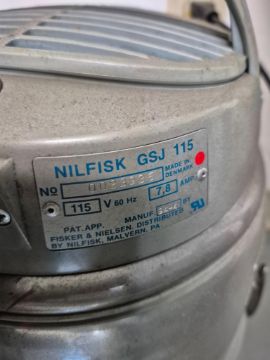 NILFISK GSJ 115
No
MADE IN DENMARK
115 V 60 Hz 7,8 AMP.
PAT. APP. MANUF. BY
FISKER & NIELSEN. DISTRIBUTED
BY NILFISK, MALVERN, PA